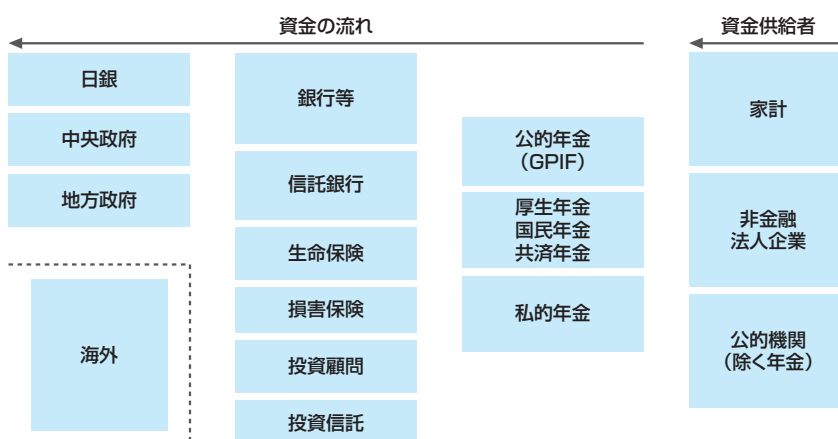 資金の流れ
資金供給者
日銀
中央政府
地方政府
海外
銀行等
信託銀行
生命保険
損害保険
投資顧問
投資信託
公的年金
（GPIF）
厚生年金
国民年金
共済年金
私的年金
家計
非金融
法人企業
公的機関
（除く年金）